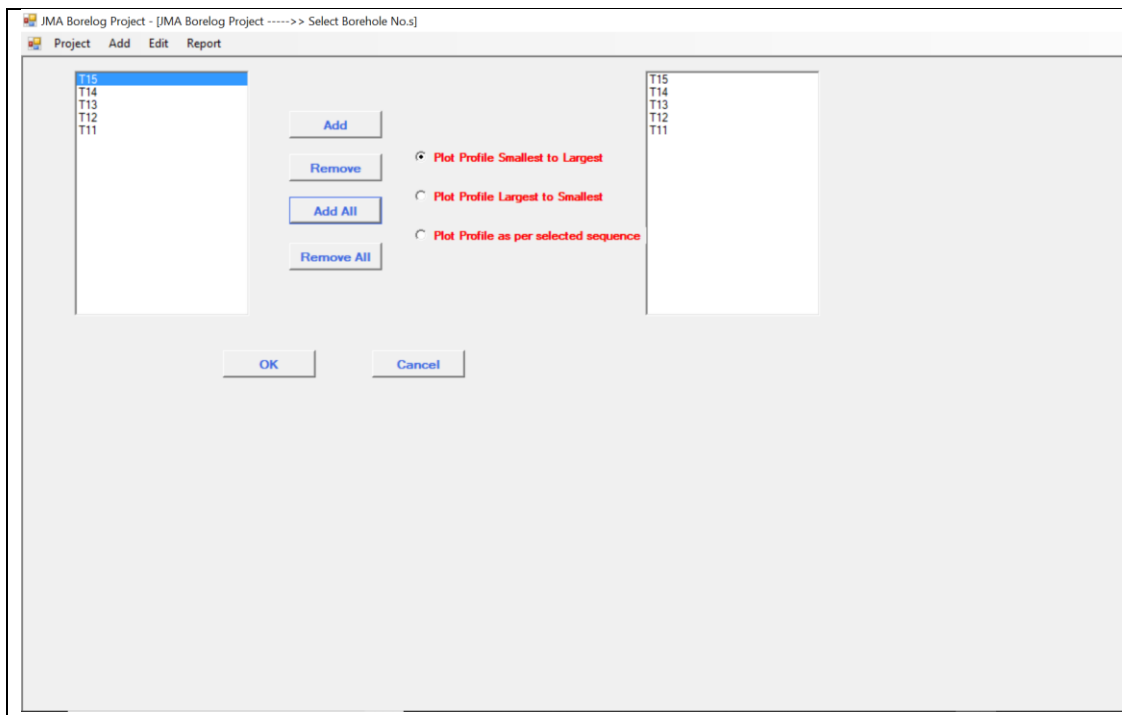 JMA Borelog Project - [JMA Borelog Project ----->> Select Borehole No.s]
Project Add Edit Report
T15
T14
T13
T12
T11
Add
Remove
Add All
Remove All
Plot Profile Smallest to Largest
Plot Profile Largest to Smallest
Plot Profile as per selected sequence
T15
T14
T13
T12
T11
OK Cancel